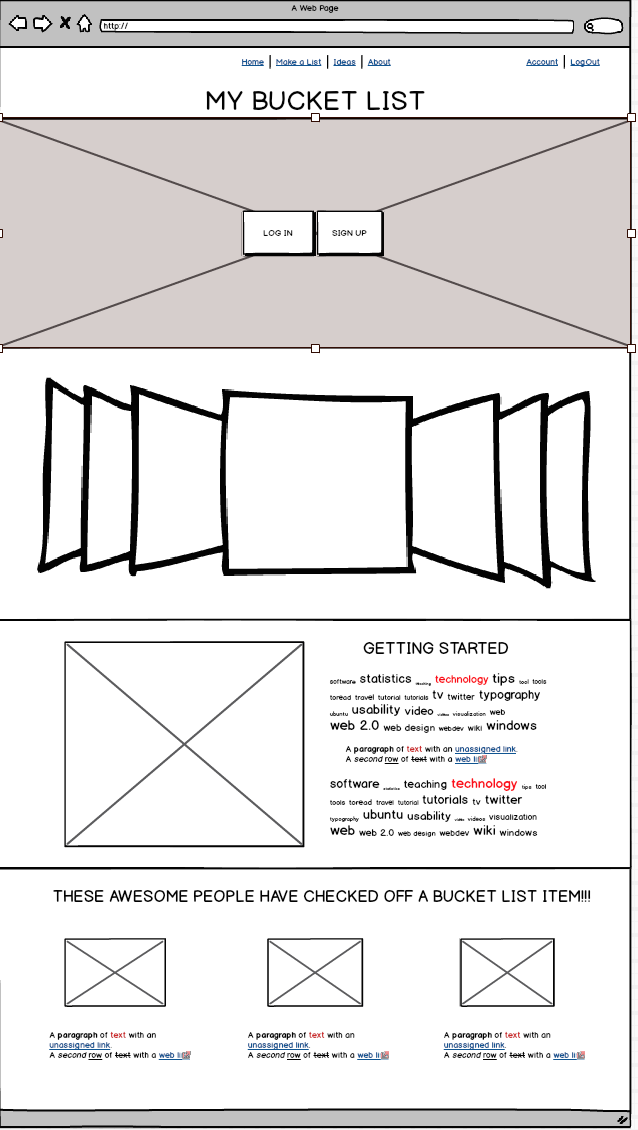 A Web Page
http://
Home Make a List Ideas About Account LogOut
MY BUCKET LIST
LOG IN SIGN UP
GETTING STARTED
software statistics teaching technology tips tool tools
toread travel tutorial tutorials tv twitter typography
ubuntu usability video videos visualization web
web 2.0 web design webdev wiki windows
A paragraph of text with an unassigned link.
A second row of text with a web li
software statistics teaching technology tips tool
tools toread travel tutorial tutorials tv twitter
typography ubuntu usability video videos visualization
web web 2.0 web design webdev wiki windows
THESE AWESOME PEOPLE HAVE CHECKED OFF A BUCKET LIST ITEM!!!
A paragraph of text with an
unassigned link.
A second row of text with a web li
A paragraph of text with an
unassigned link.
A second row of text with a web li
A paragraph of text with an
unassigned link.
A second row of text with a web li